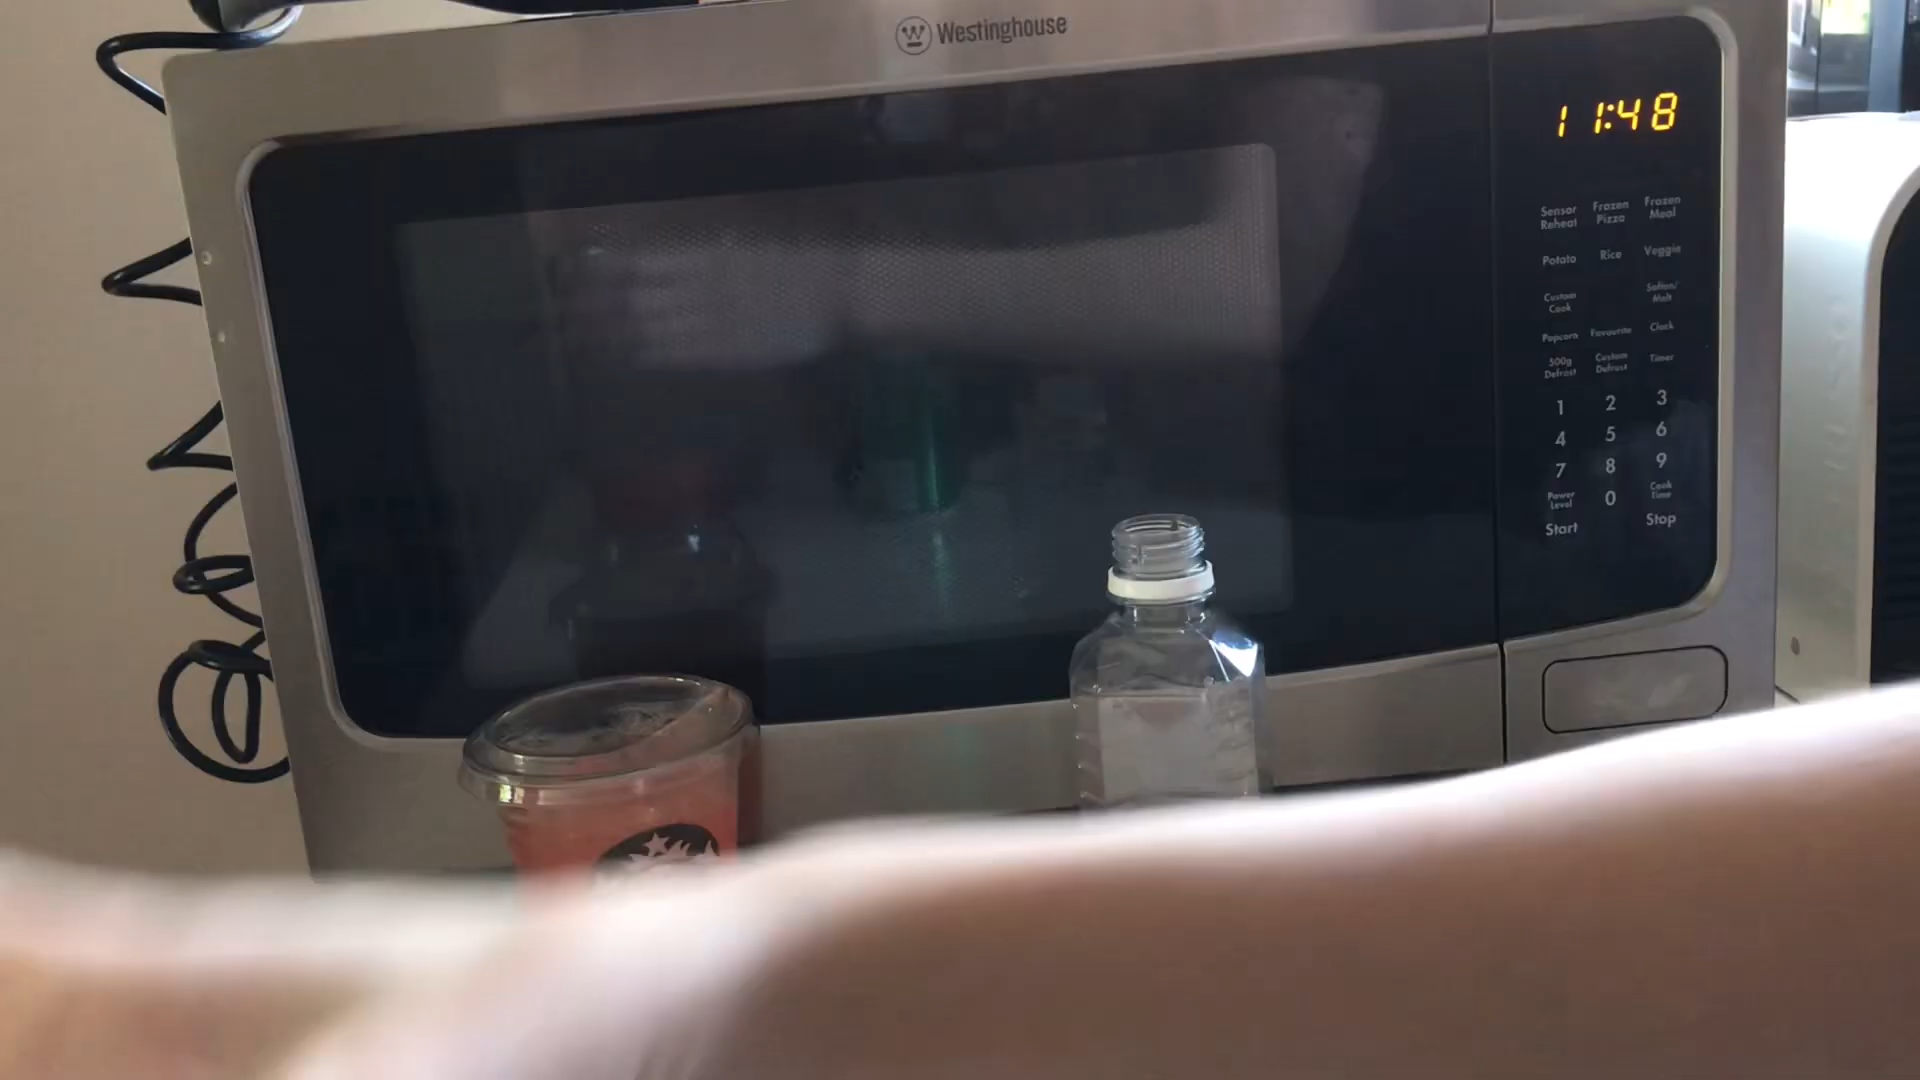 Westinghouse
11:48
Sensor Reheat
Frozen Pizza
Frozen Meal
Potato
Rice
Veggie
Custom Cook
Soften/ Melt
Popcorn
Favourite
Clock
500g Defrost
Custom Defrost
Timer
1 2 3
4 5 6
7 8 9
Power Level
0
Cook Time
Start
Stop